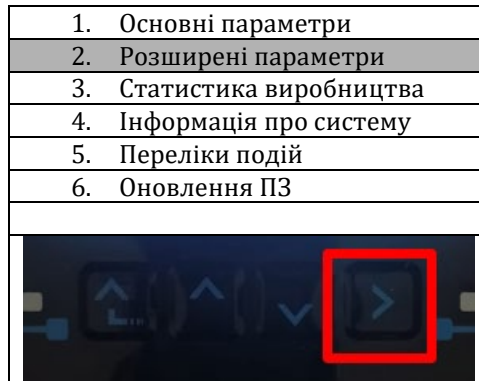 1. Основні параметри
2. Розширені параметри
3. Статистика виробництва
4. Інформація про систему
5. Переліки подій
6. Оновлення ПЗ